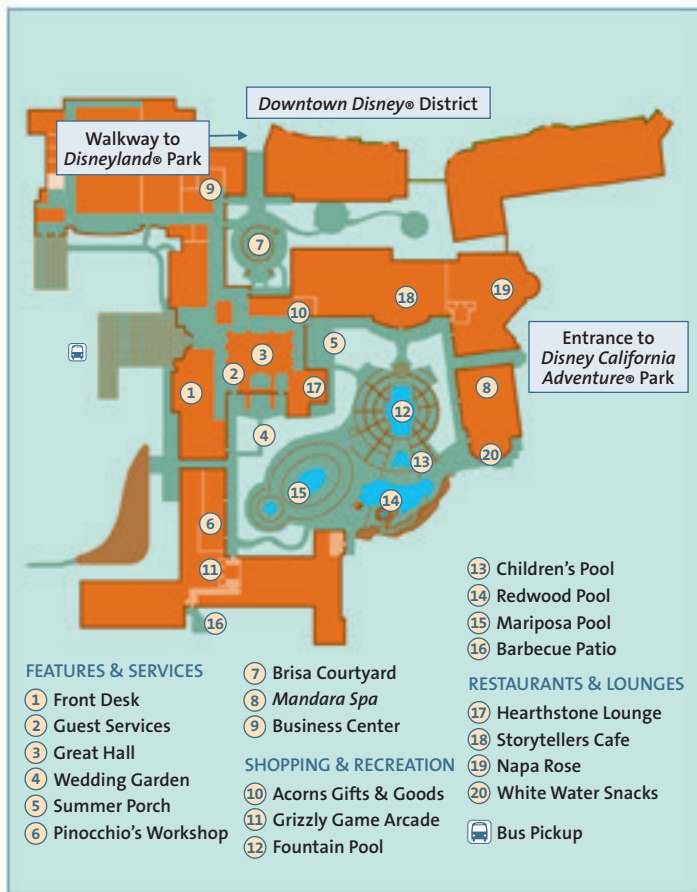 Downtown Disney® District
Walkway to
Disneyland® Park
9
7
10
18
19
5
3
2
17
1
Entrance to
Disney California
Adventure® Park
8
12
4
13
20
15
14
6
11
16
FEATURES & SERVICES
1 Front Desk
2 Guest Services
3 Great Hall
4 Wedding Garden
5 Summer Porch
6 Pinocchio's Workshop
7 Brisa Courtyard
8 Mandara Spa
9 Business Center
SHOPPING & RECREATION
10 Acorns Gifts & Goods
11 Grizzly Game Arcade
12 Fountain Pool
13 Children's Pool
14 Redwood Pool
15 Mariposa Pool
16 Barbecue Patio
RESTAURANTS & LOUNGES
17 Hearthstone Lounge
18 Storytellers Cafe
19 Napa Rose
20 White Water Snacks
Bus Pickup